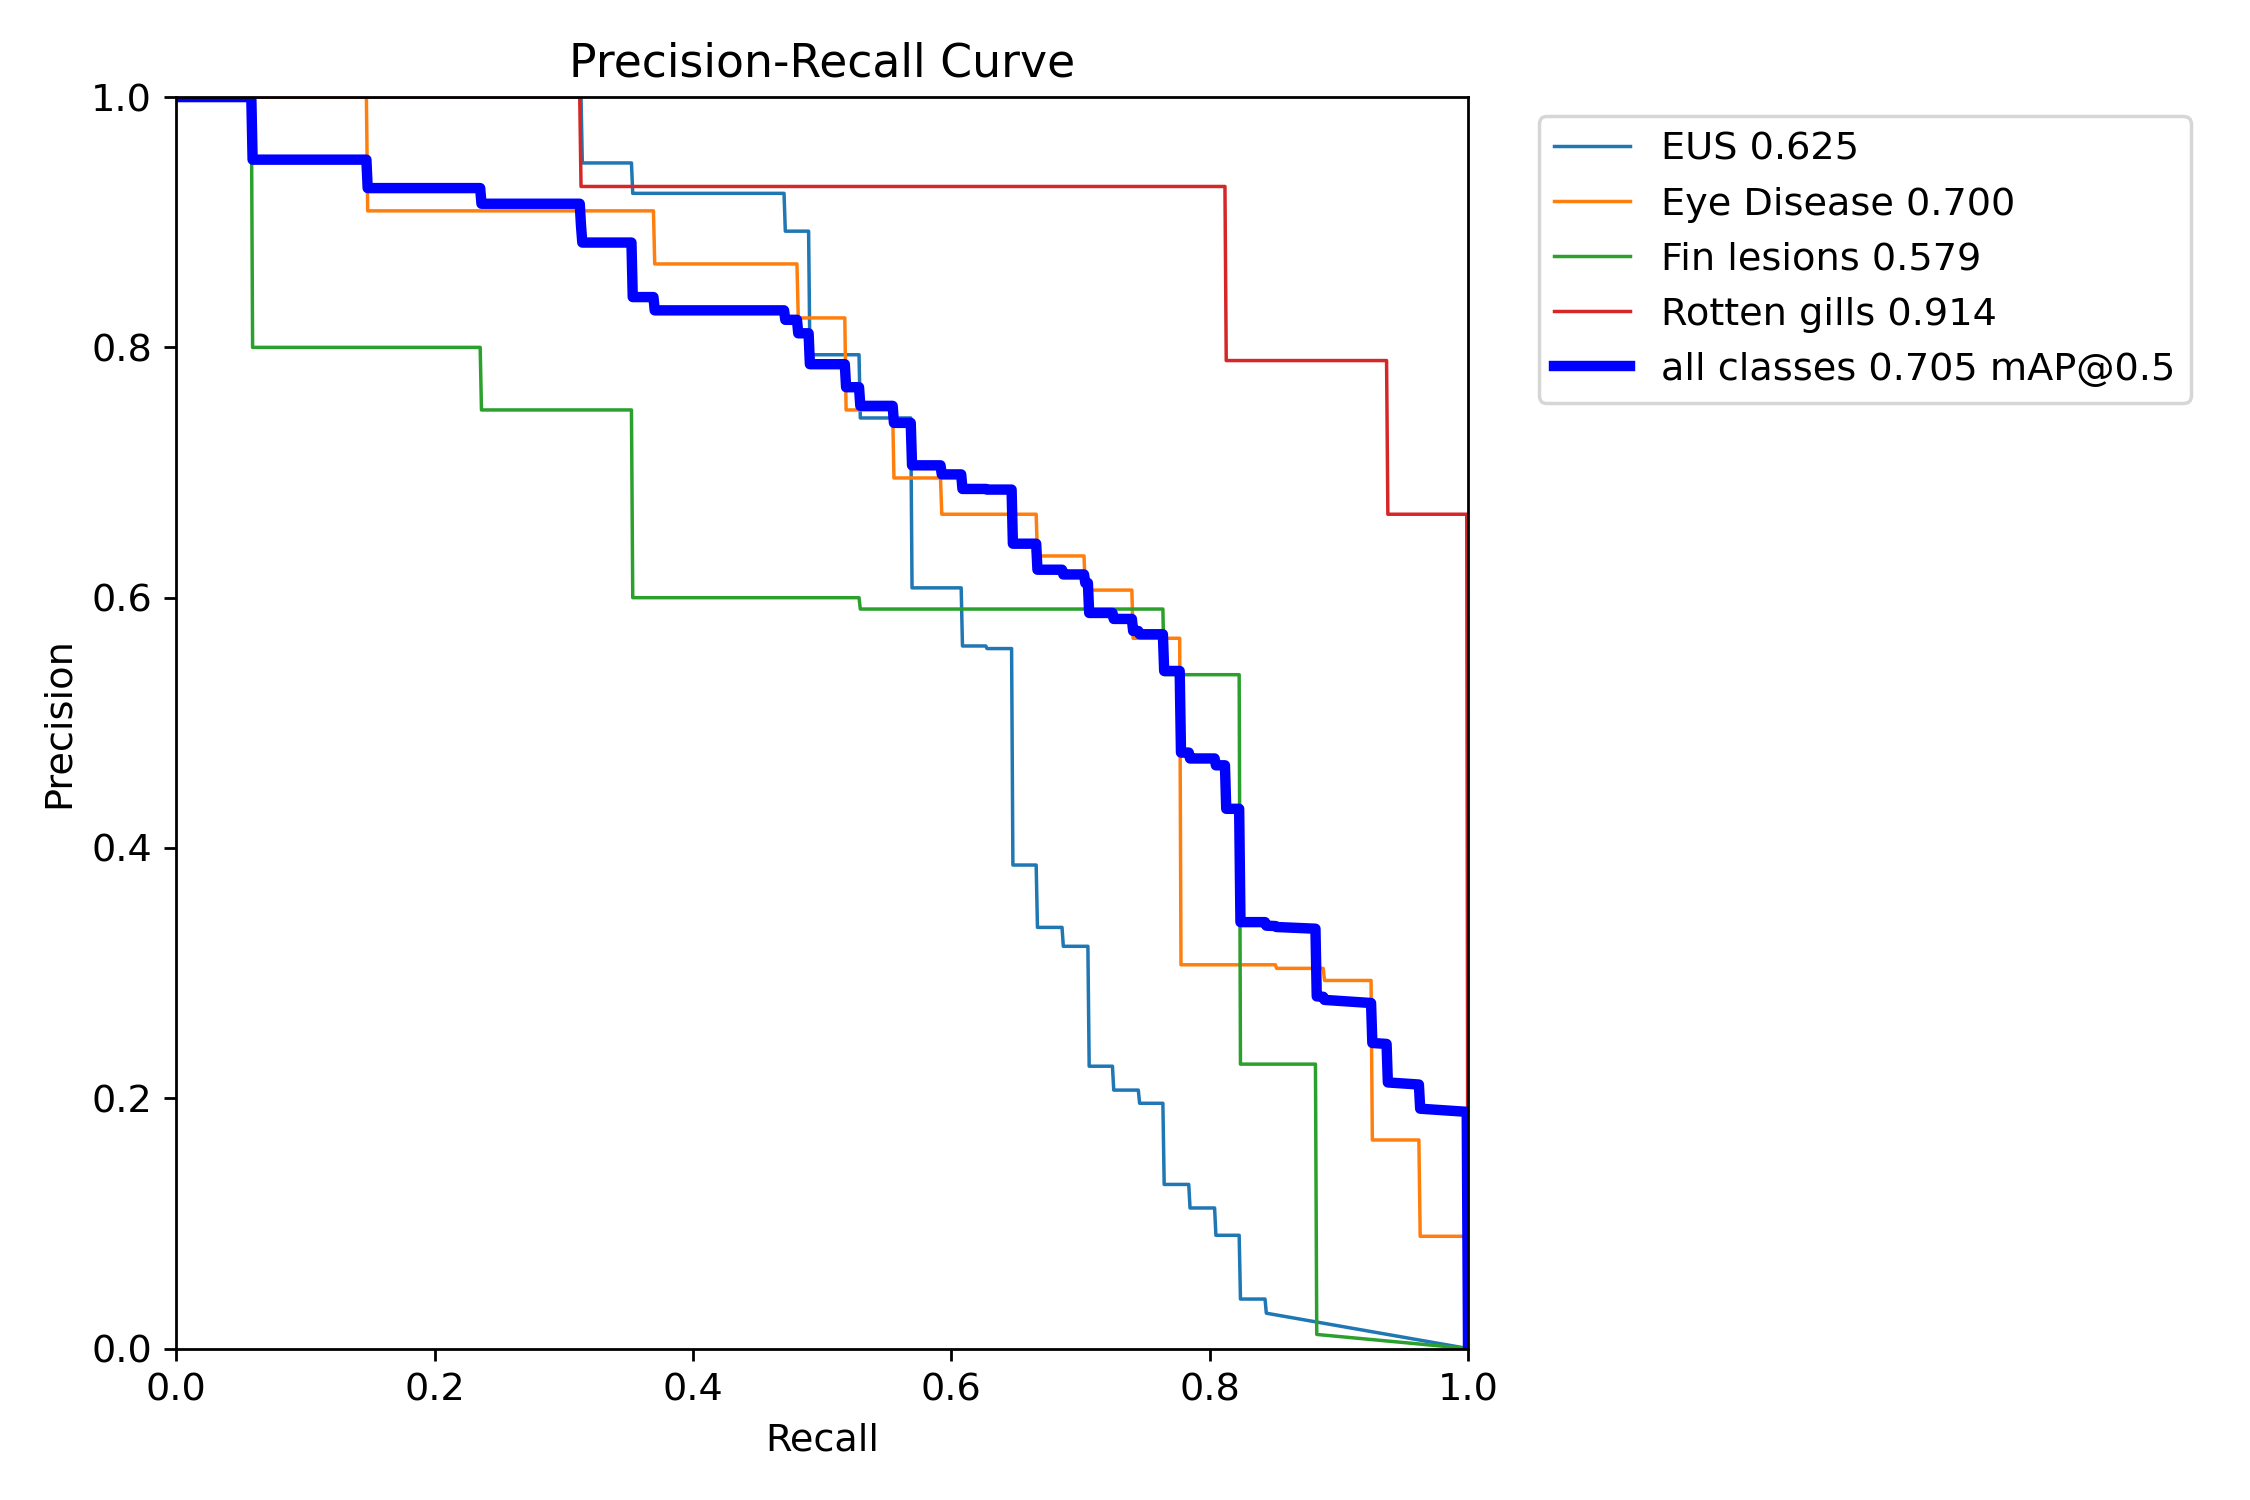 Precision-Recall Curve
1.0
0.8
0.6
0.4
0.2
0.0
Precision
0.0 0.2 0.4 0.6 0.8 1.0
Recall
EUS 0.625
Eye Disease 0.700
Fin lesions 0.579
Rotten gills 0.914
all classes 0.705 mAP@0.5